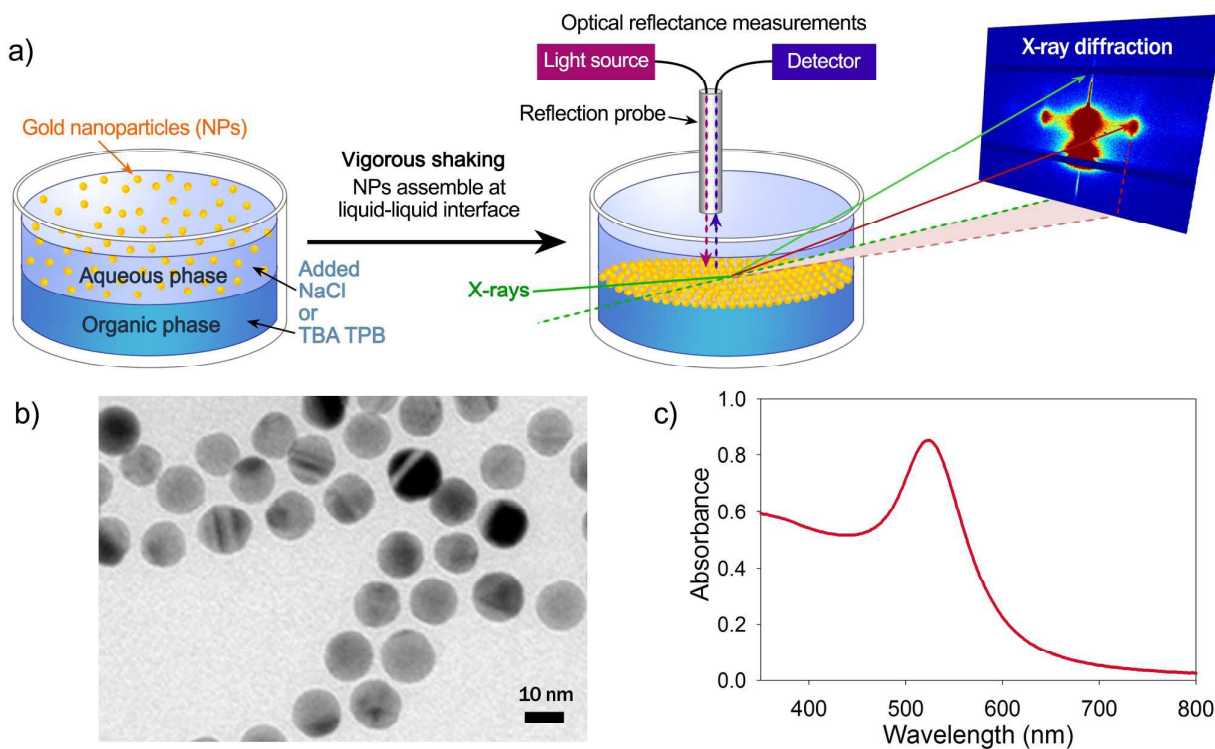 a)
Optical reflectance measurements
Light source
Detector
X-ray diffraction
Gold nanoparticles (NPs)
Reflection probe
Vigorous shaking
NPs assemble at
liquid-liquid interface
Aqueous phase
Added
NaCl
or
TBA TPB
Organic phase
X-rays
b)
10 nm
c)
1.0
0.8
0.6
0.4
0.2
0.0
Absorbance
400
500
600
700
800
Wavelength (nm)